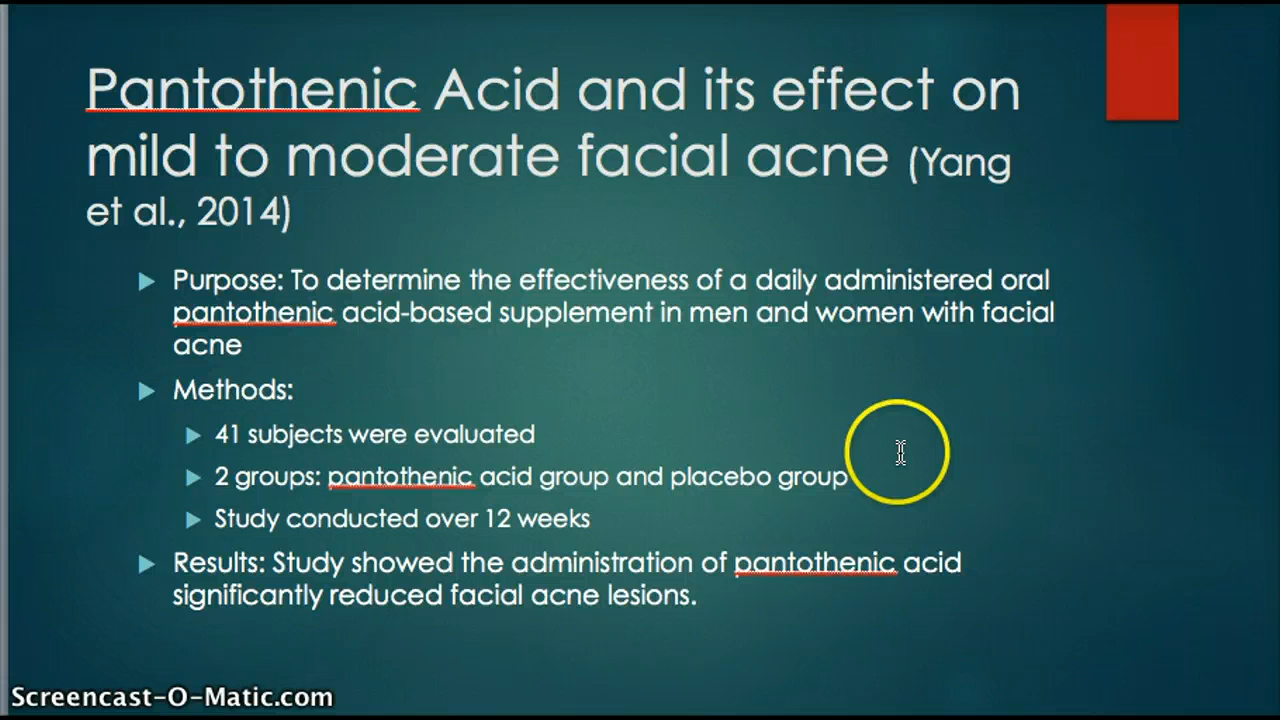 Pantothenic Acid and its effect on
mild to moderate facial acne (Yang
et al., 2014)
Purpose: To determine the effectiveness of a daily administered oral
pantothenic acid-based supplement in men and women with facial
acne
Methods:
41 subjects were evaluated
2 groups: pantothenic acid group and placebo group
Study conducted over 12 weeks
Results: Study showed the administration of pantothenic acid
significantly reduced facial acne lesions.
Screencast-O-Matic.com